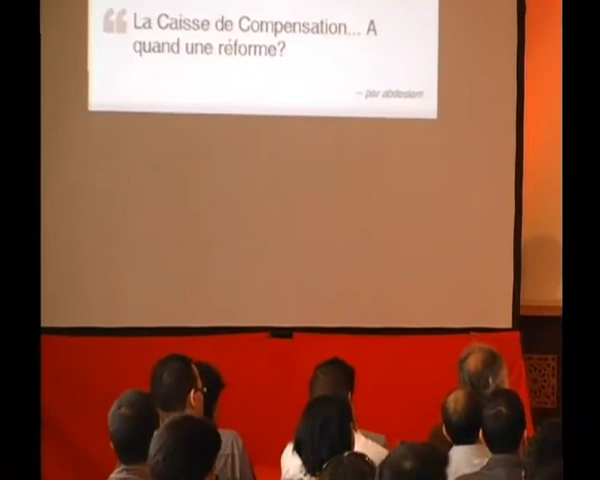 “ La Caisse de Compensation... A
quand une réforme?
– par abdeslam